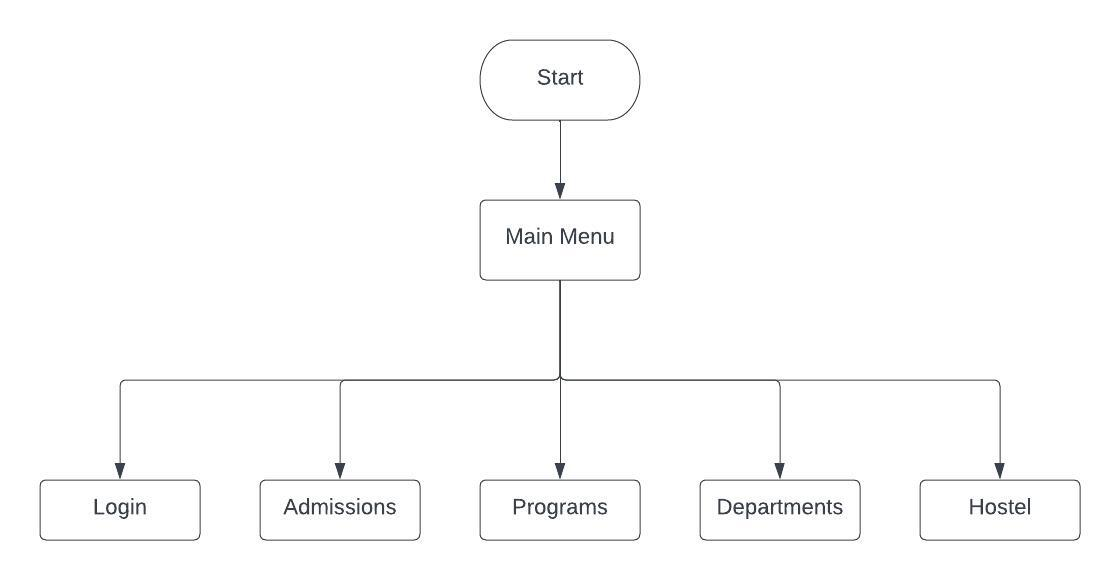 Start
Main Menu
Login
Admissions
Programs
Departments
Hostel